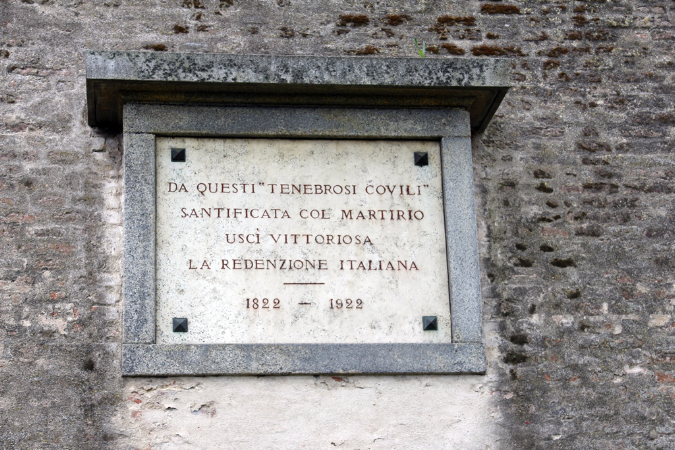 DA QUESTI "TENEBROSI COVILI"
SANTIFICATA COL MARTIRIO
USCÌ VITTORIOSA
LA REDENZIONE ITALIANA
1822 — 1922